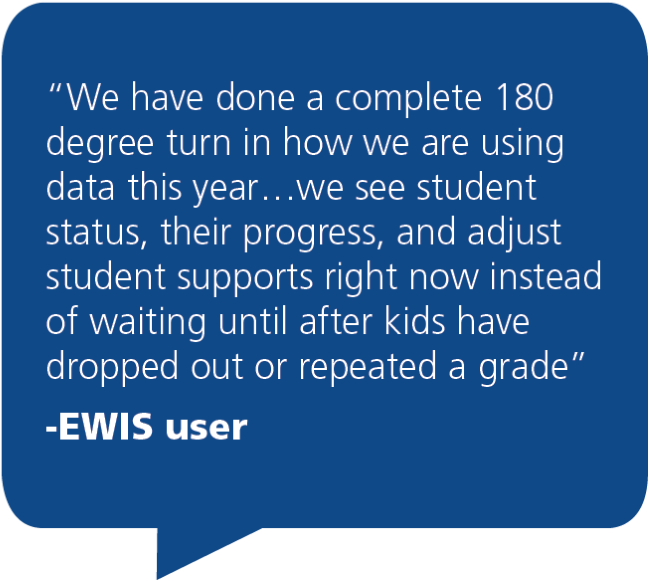 “We have done a complete 180
degree turn in how we are using
data this year…we see student
status, their progress, and adjust
student supports right now instead
of waiting until after kids have
dropped out or repeated a grade”
-EWIS user